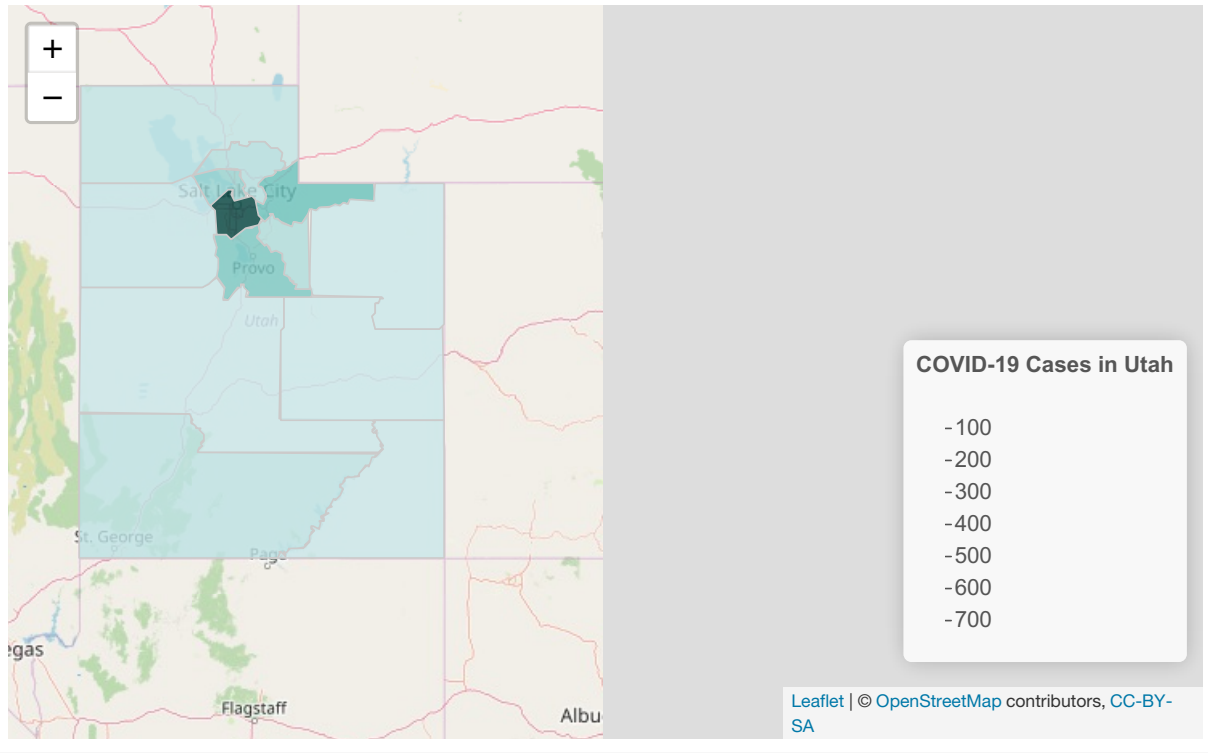 +
−
Salt Lake City
Provo
Utah
St. George
Page
egas
Flagstaff
Albu
COVID-19 Cases in Utah
-100
-200
-300
-400
-500
-600
-700
Leaflet | © OpenStreetMap contributors, CC-BY-
SA